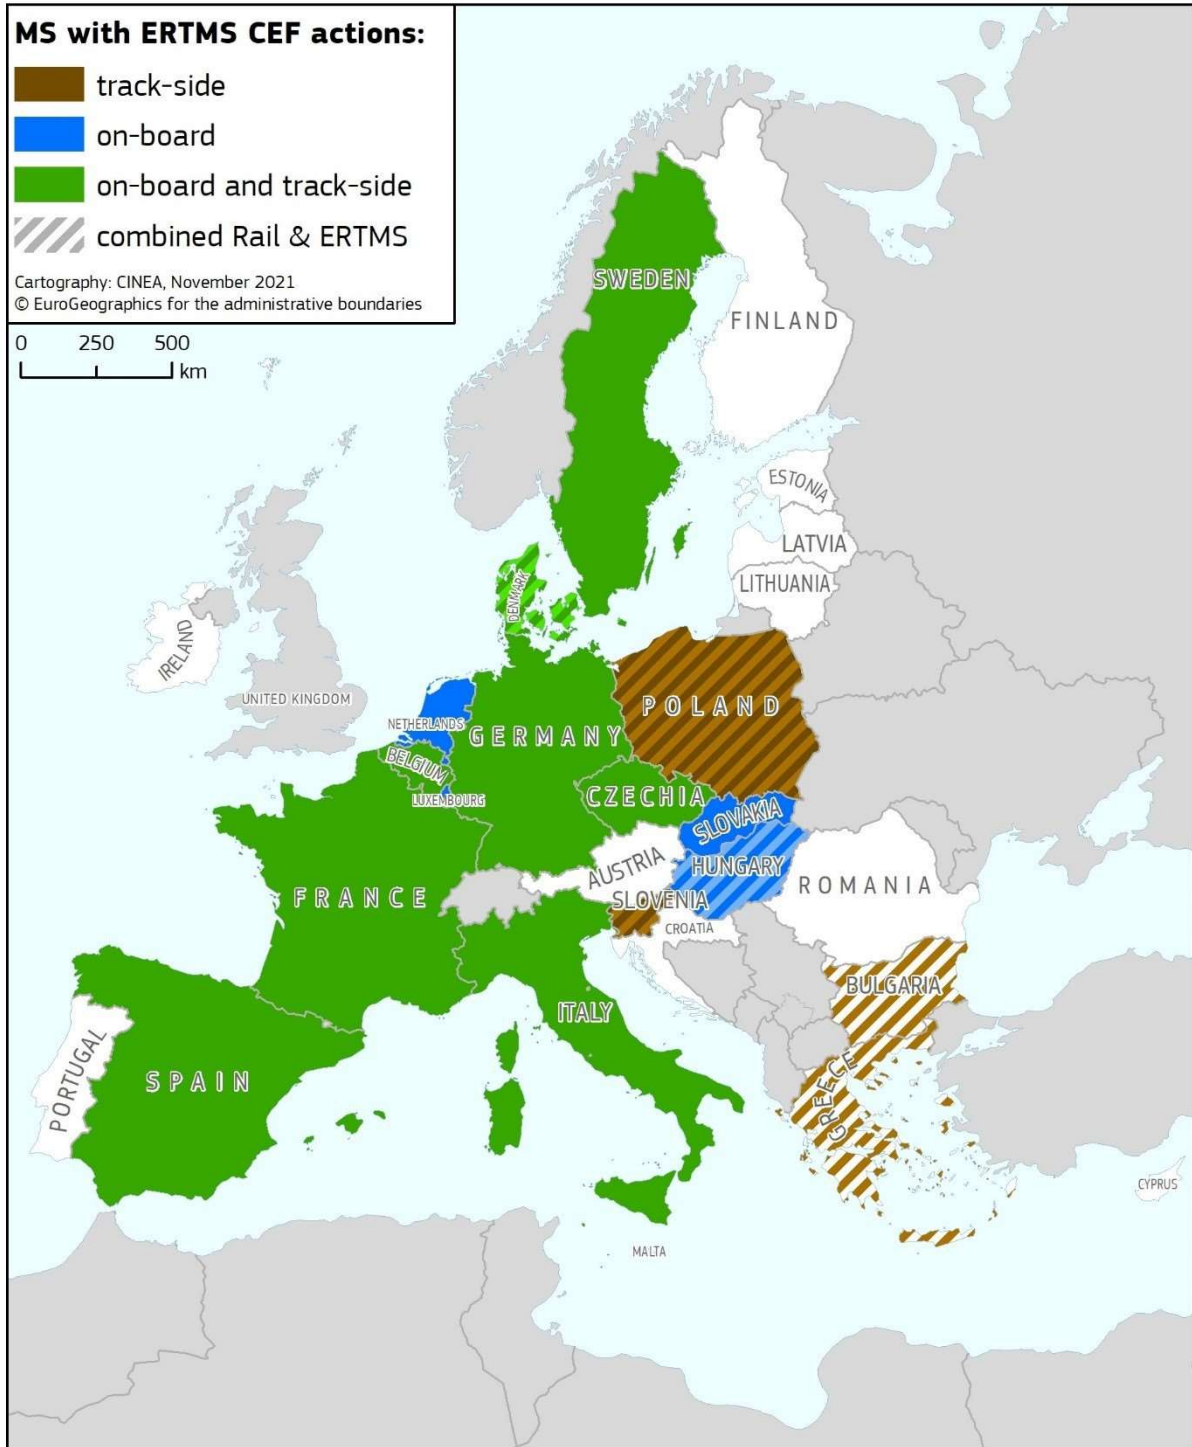 MS with ERTMS CEF actions:
track-side
on-board
on-board and track-side
combined Rail & ERTMS
Cartography: CINEA, November 2021
© EuroGeographics for the administrative boundaries
0 250 500
km
SWEDEN
FINLAND
ESTONIA
LATVIA
LITHUANIA
DENMARK
IRELAND
UNITED KINGDOM
NETHERLANDS
POLAND
GERMANY
BELGIUM
LUXEMBOURG
CZECHIA
SLOVAKIA
AUSTRIA
HUNGARY
FRANCE
SLOVENIA
ROMANIA
CROATIA
BULGARIA
ITALY
PORTUGAL
SPAIN
GREECE
CYPRUS
MALTA